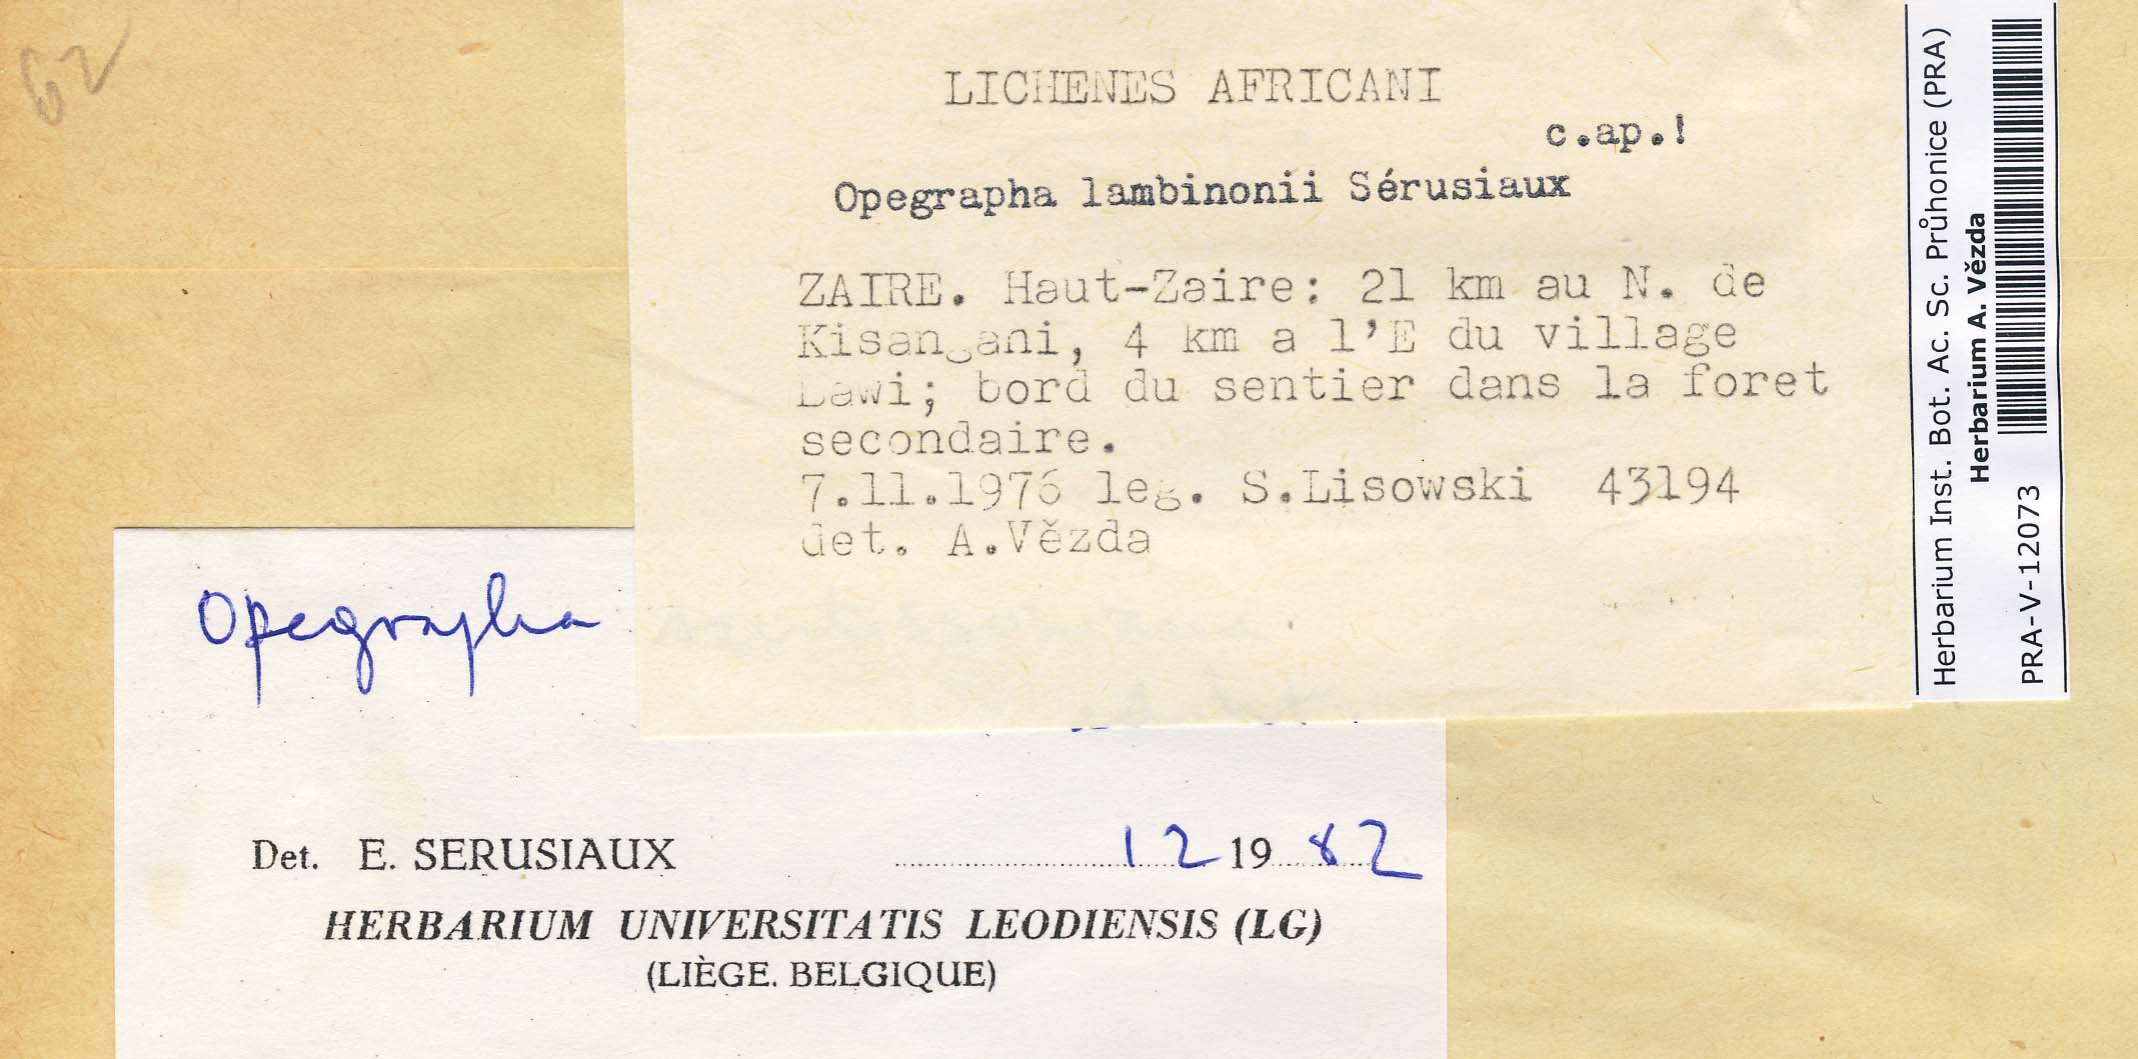 62
LICHENES AFRICANI
c.ap.!
Opegrapha lambinonii Sérusiaux
ZAIRE. Haut-Zaire: 21 km au N. de
Kisangani, 4 km a l'E du village
bord du sentier dans la foret
secondaire.
7.11.1976 leg. S.Lisowski 43194
det. A.Vězda
Opegrapha
Det. E. SERUSIAUX 12 19 82
HERBARIUM UNIVERSITATIS LEODIENSIS (LG)
(LIÈGE. BELGIQUE)
Herbarium Inst. Bot. Ac. Sc. Průhonice (PRA)
Herbarium A. Vězda
PRA-V-12073